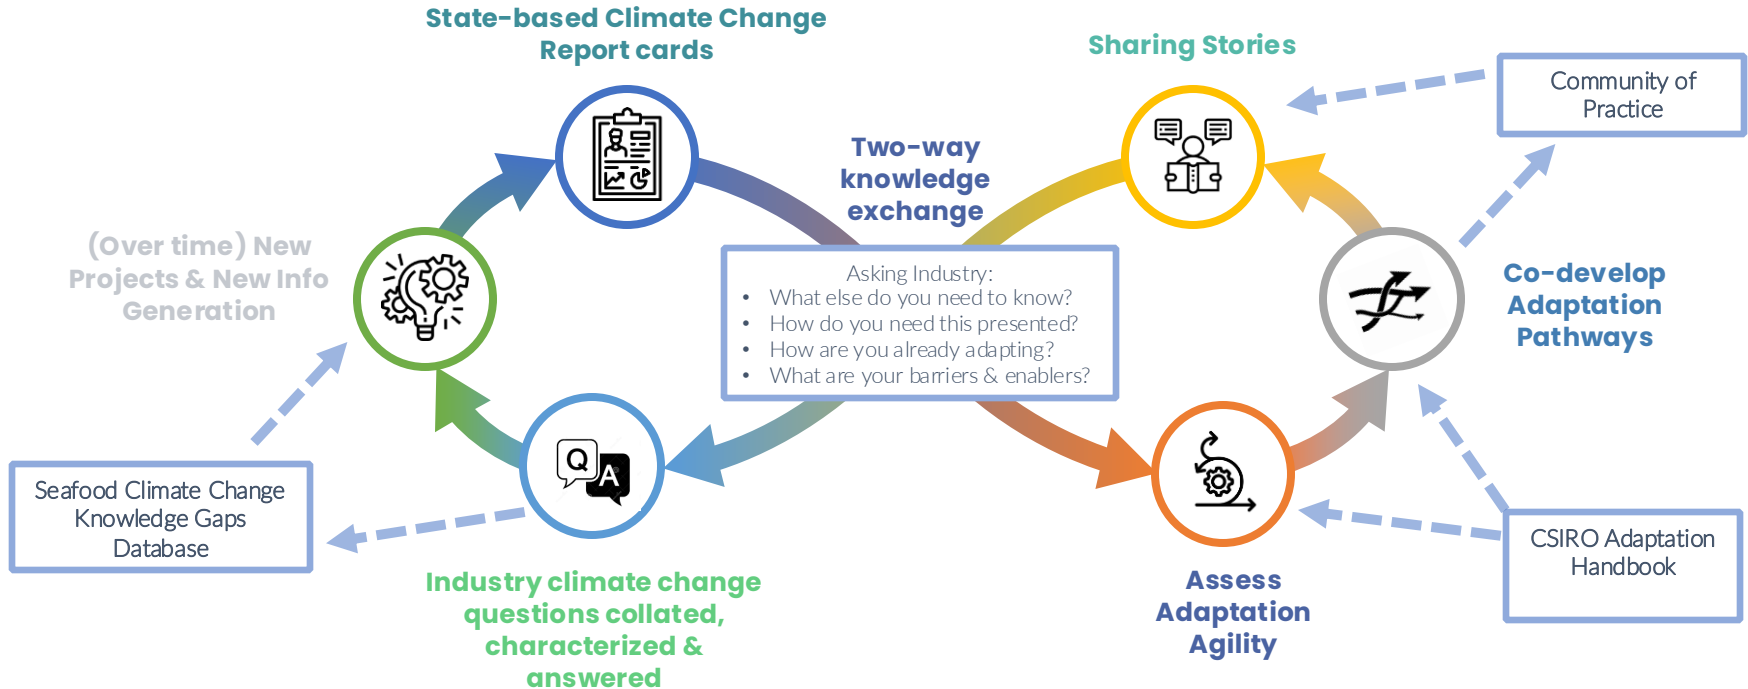 State-based Climate Change
Report cards
Sharing Stories
Community of
Practice
Two-way
knowledge
exchange
(Over time) New
Projects & New Info
Generation
Asking Industry:
• What else do you need to know?
• How do you need this presented?
• How are you already adapting?
• What are your barriers & enablers?
Co-develop
Adaptation
Pathways
Q
A
Seafood Climate Change
Knowledge Gaps
Database
CSIRO Adaptation
Handbook
Industry climate change
questions collated,
characterized &
answered
Assess
Adaptation
Agility